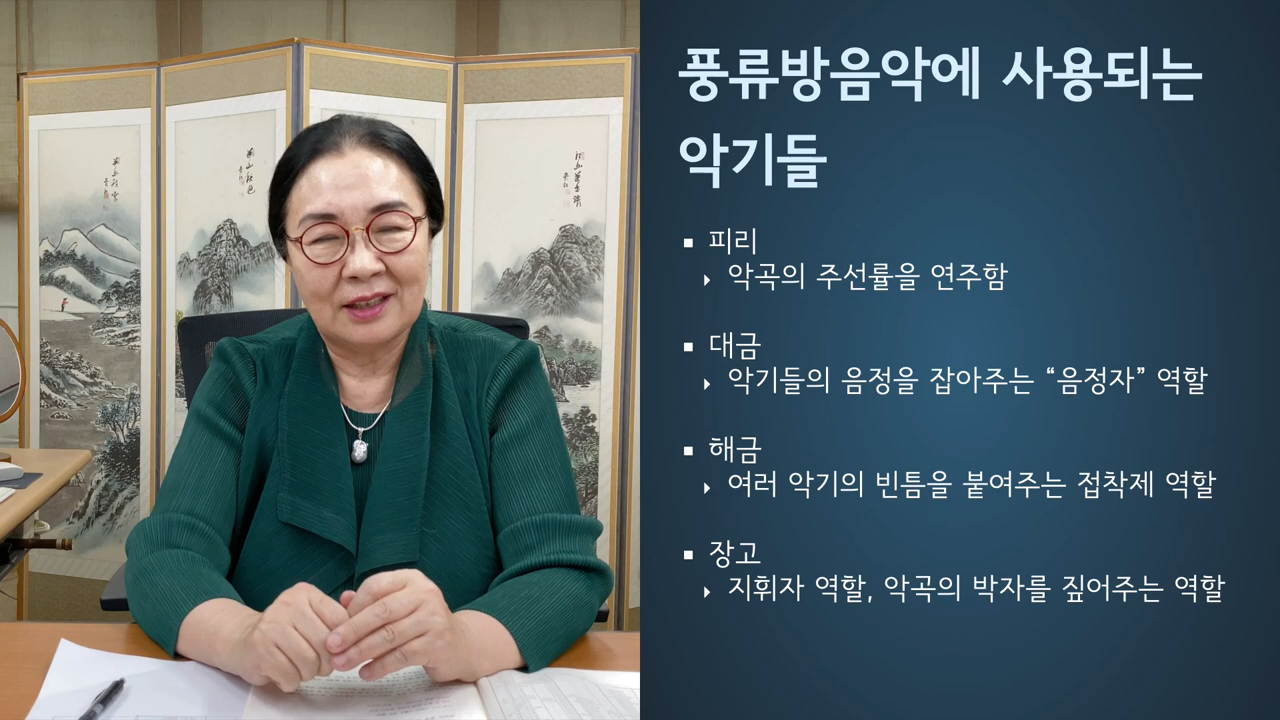 풍류방음악에 사용되는
악기들
▪ 피리
악곡의 주선률을 연주함
▪ 대금
악기들의 음정을 잡아주는 “음정자” 역할
▪ 해금
여러 악기의 빈틈을 붙여주는 접착제 역할
▪ 장고
지휘자 역할, 악곡의 박자를 짚어주는 역할